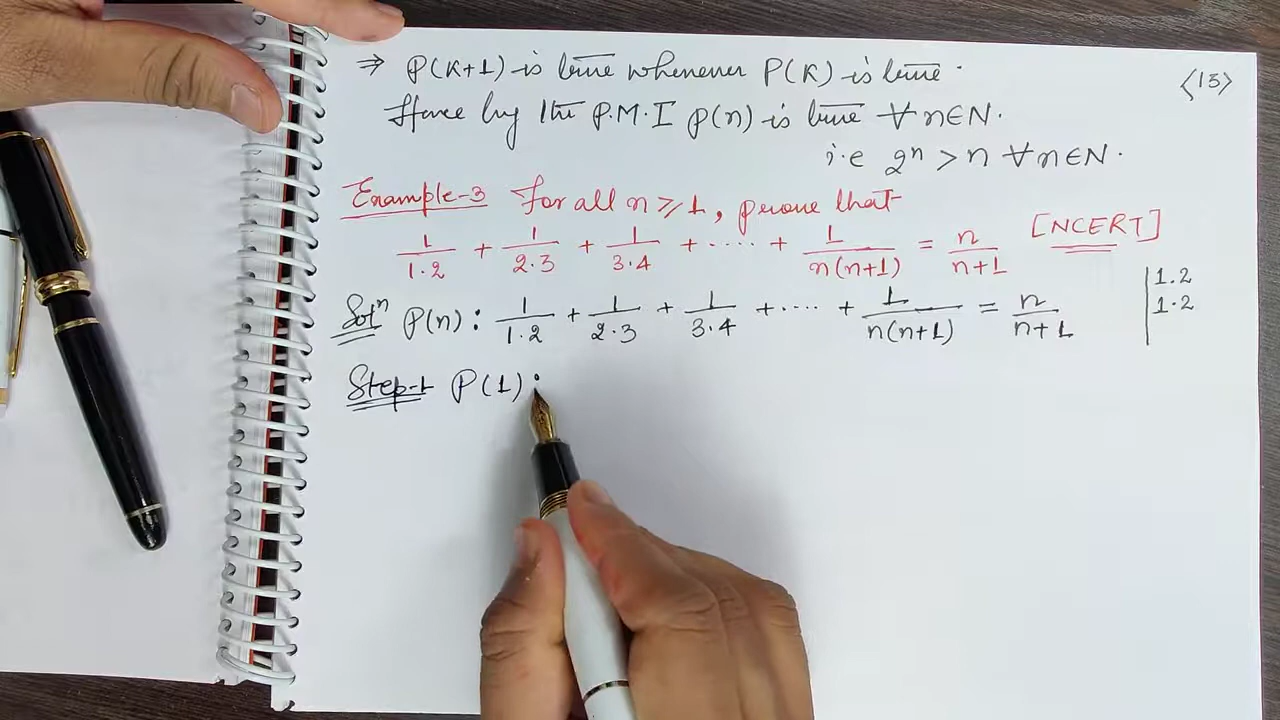 ⇒ P(K+1) is true whenever P(K) is true.
<15>
Hence by the P.M.I P(n) is true ∀ n∈N.
i.e 2ⁿ > n ∀ n∈N.
Example-3 For all n ≥ 1, prove that
1/1.2 + 1/2.3 + 1/3.4 + ..... + 1/n(n+1) = n/n+1 [NCERT]
Solⁿ P(n): 1/1.2 + 1/2.3 + 1/3.4 + .... + 1/n(n+1) = n/n+1
1.2
1.2
Step-1 P(1):